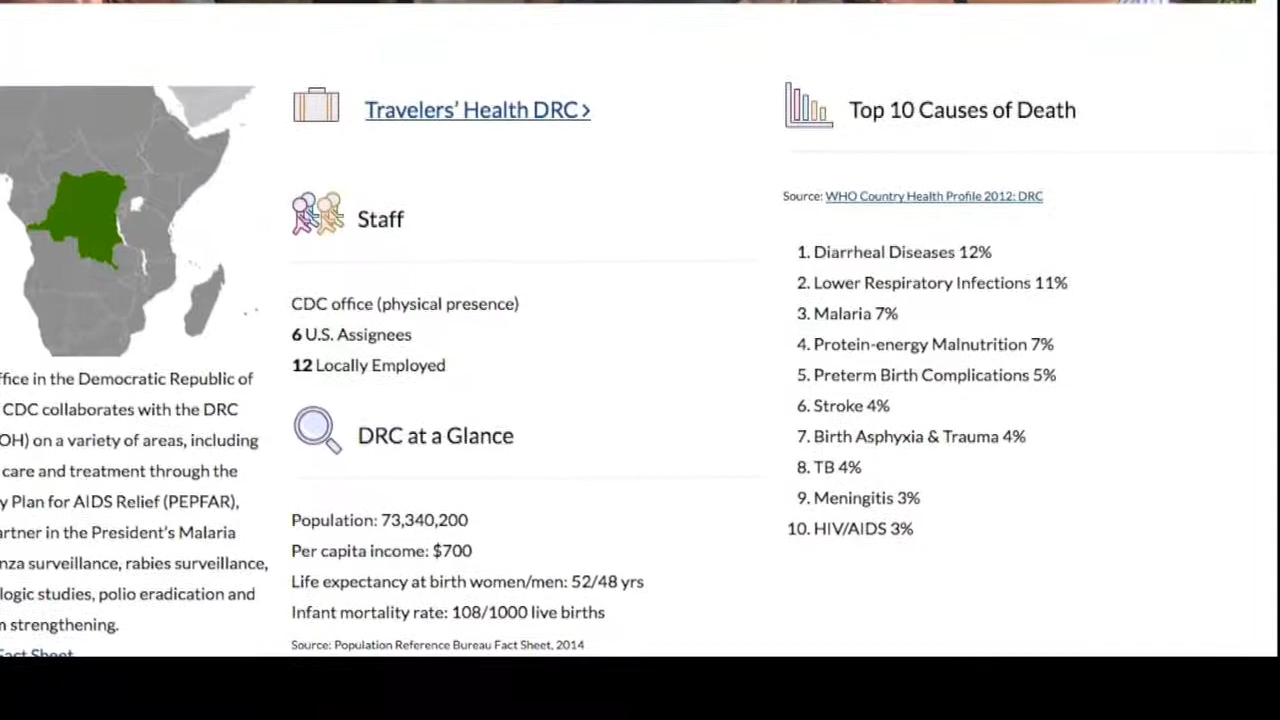 Travelers' Health DRC >
Staff
CDC office (physical presence)
6 U.S. Assignees
12 Locally Employed
DRC at a Glance
Population: 73,340,200
Per capita income: $700
Life expectancy at birth women/men: 52/48 yrs
Infant mortality rate: 108/1000 live births
Source: Population Reference Bureau Fact Sheet, 2014
Top 10 Causes of Death
Source: WHO Country Health Profile 2012: DRC
1. Diarrheal Diseases 12%
2. Lower Respiratory Infections 11%
3. Malaria 7%
4. Protein-energy Malnutrition 7%
5. Preterm Birth Complications 5%
6. Stroke 4%
7. Birth Asphyxia & Trauma 4%
8. TB 4%
9. Meningitis 3%
10. HIV/AIDS 3%
in the Democratic Republic of
CDC collaborates with the DRC
OH) on a variety of areas, including
care and treatment through the
Plan for AIDS Relief (PEPFAR),
in the President's Malaria
surveillance, rabies surveillance,
studies, polio eradication and
strengthening.
Fact Sheet